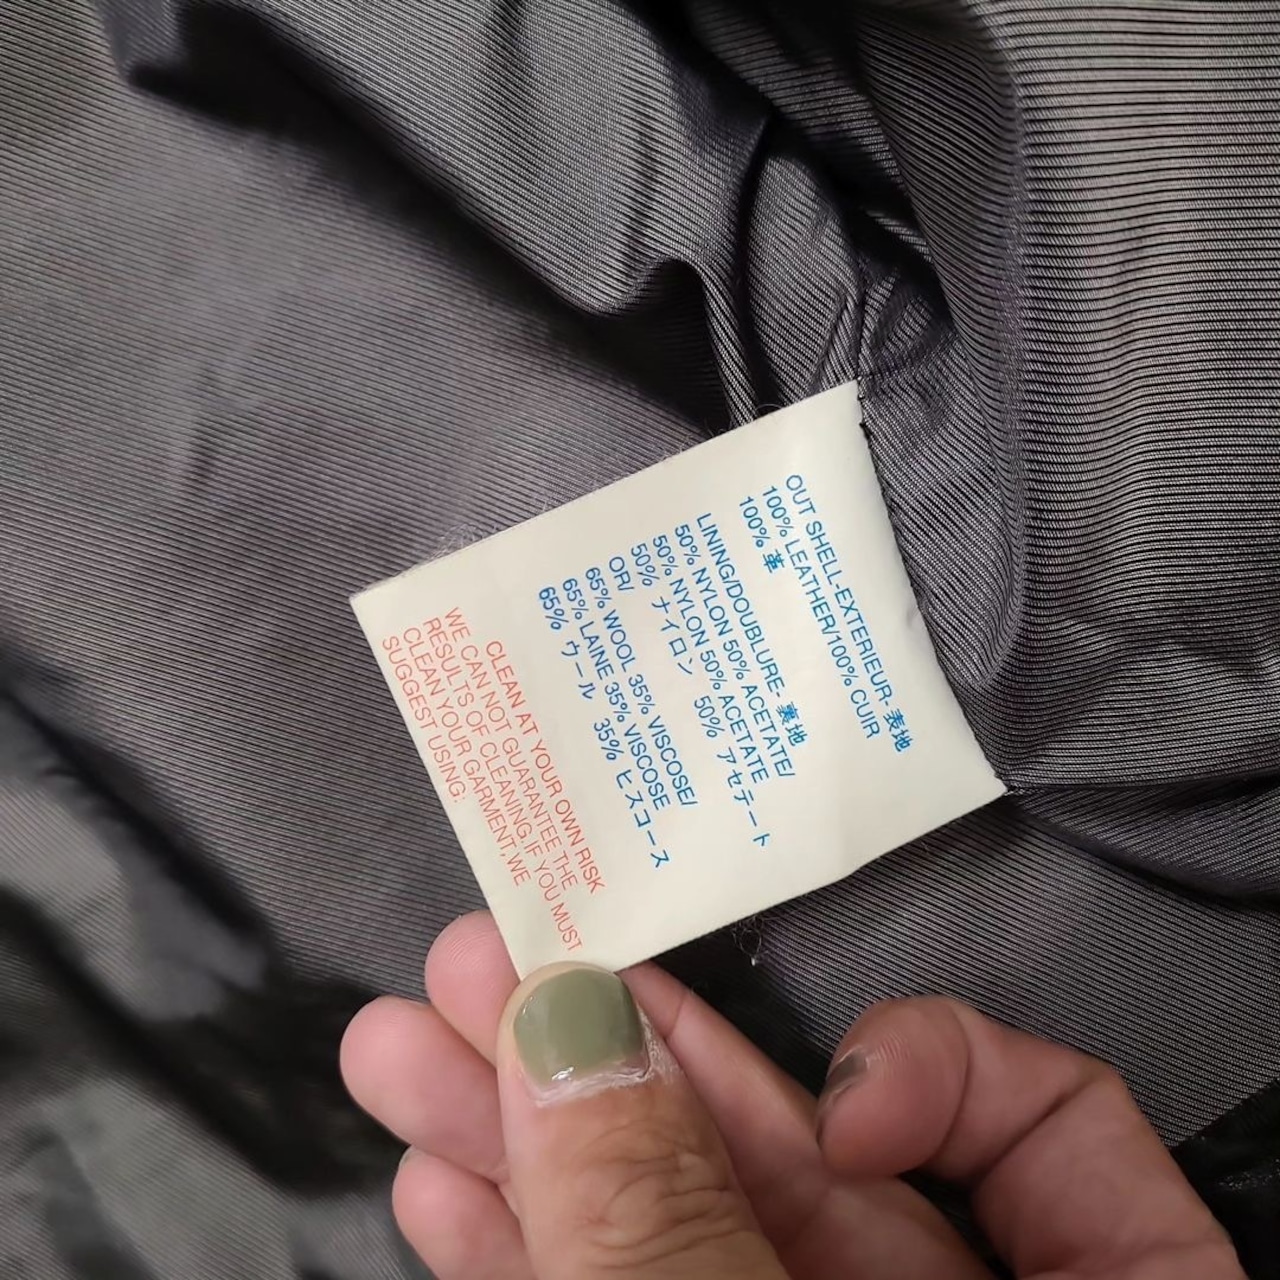 OUT SHELL-EXTERIEUR-表地
100% LEATHER/100% CUIR
100% 革
LINING/DOUBLURE-裏地
50% NYLON 50% ACETATE/
50% NYLON 50% ACETATE
50% ナイロン 50% アセテート
OR/
65% WOOL 35% VISCOSE/
65% LAINE 35% VISCOSE
65% ウール 35% ヒスコース
CLEAN AT YOUR OWN RISK
WE CAN NOT GUARANTEE THE
RESULTS OF CLEANING.IF YOU MUST
CLEAN YOUR GARMENT,WE
SUGGEST USING: